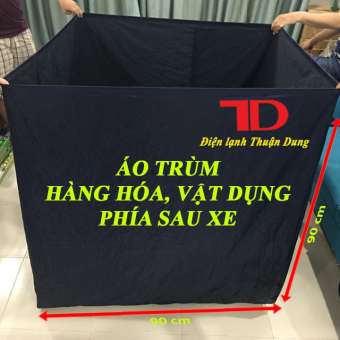 TD
Điện lạnh Thuận Dung
ÁO TRÙM
HÀNG HÓA, VẬT DỤNG
PHÍA SAU XE
90 cm
90 cm